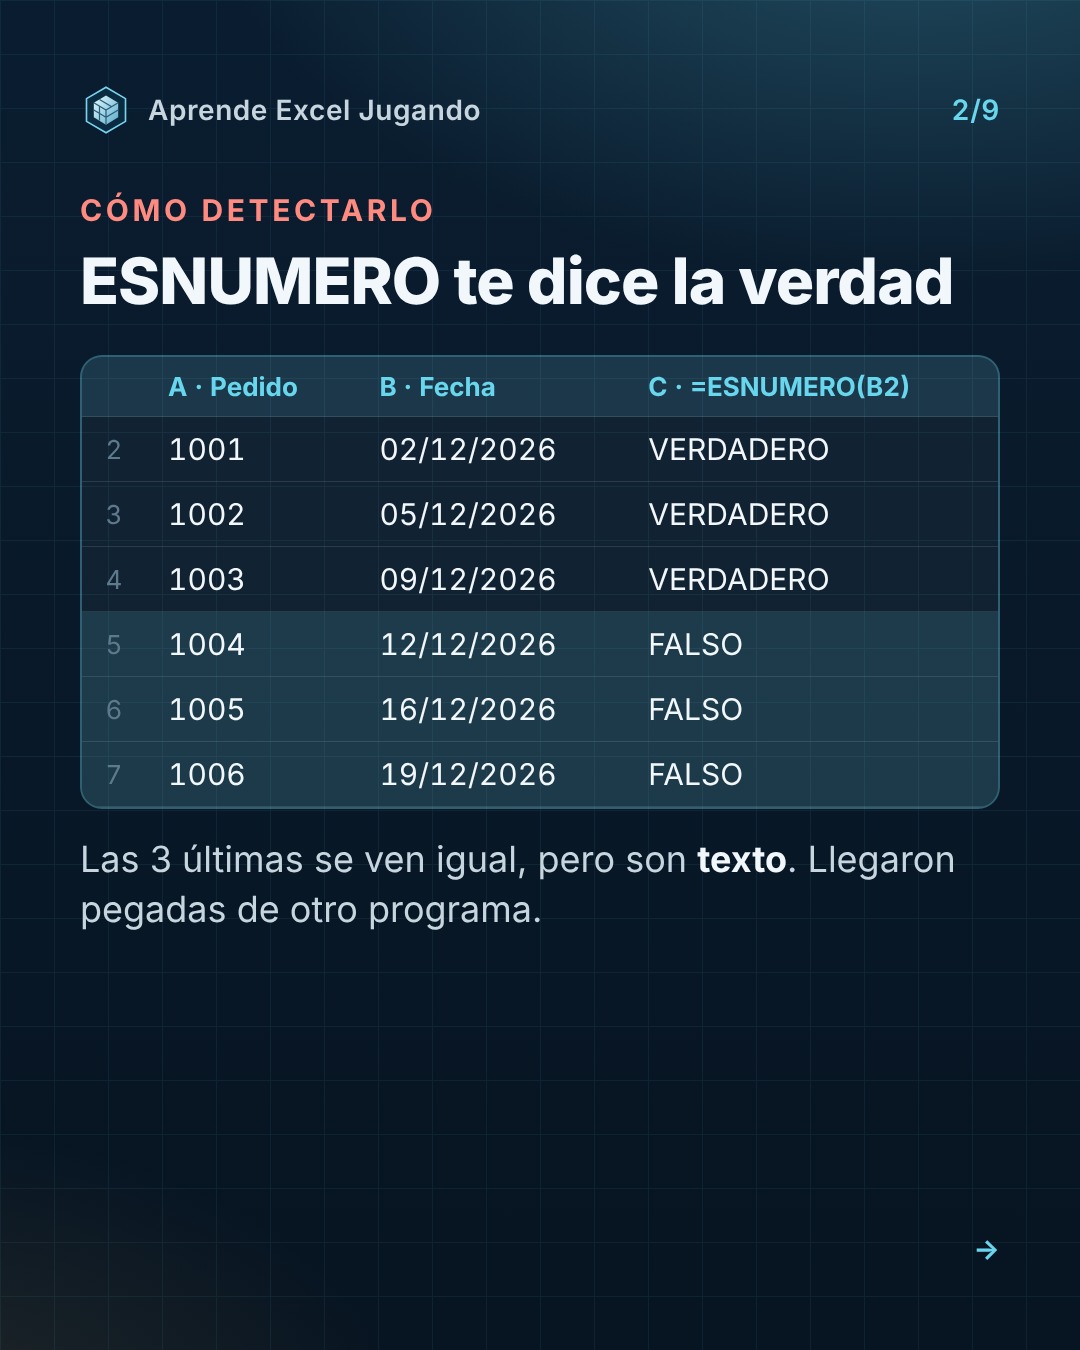 Aprende Excel Jugando
2/9
CÓMO DETECTARLO
ESNUMERO te dice la verdad
A · Pedido B · Fecha C · =ESNUMERO(B2)
2 1001 02/12/2026 VERDADERO
3 1002 05/12/2026 VERDADERO
4 1003 09/12/2026 VERDADERO
5 1004 12/12/2026 FALSO
6 1005 16/12/2026 FALSO
7 1006 19/12/2026 FALSO
Las 3 últimas se ven igual, pero son texto. Llegaron
pegadas de otro programa.
→